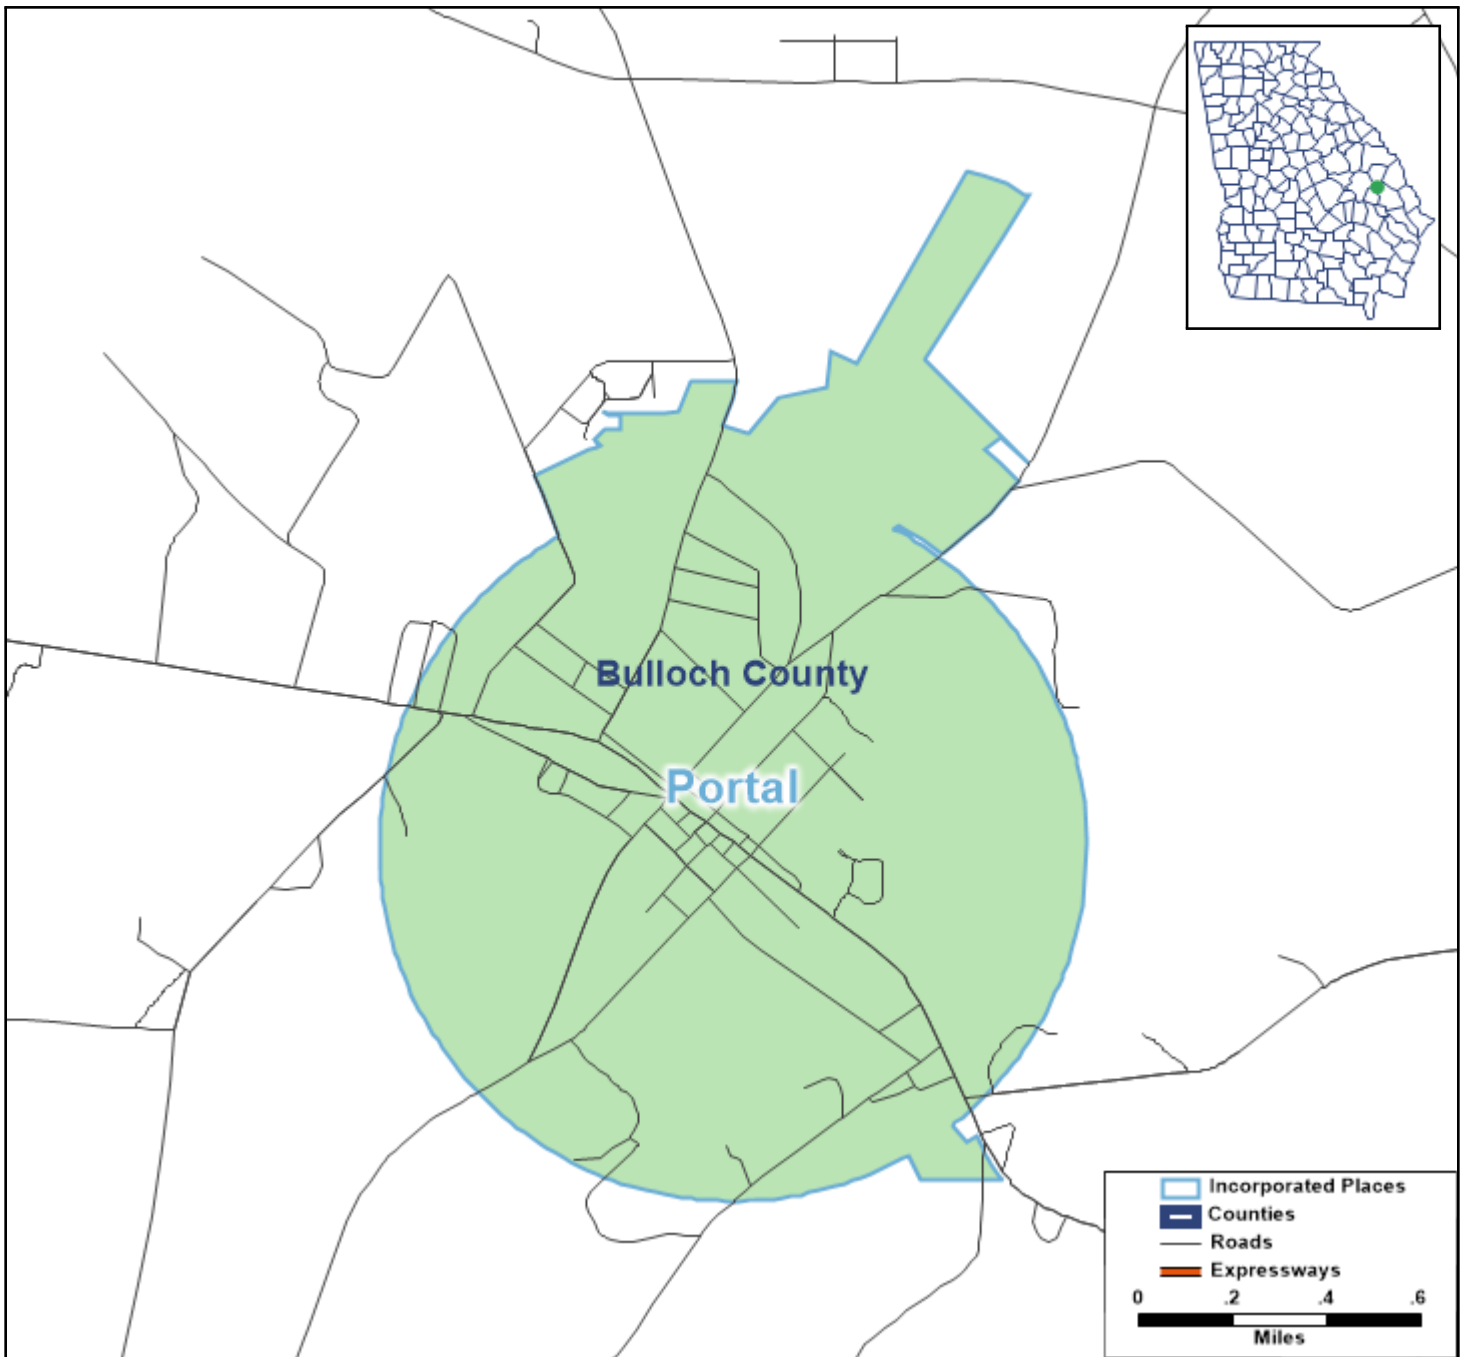 Bulloch County
Portal
Incorporated Places
Counties
Roads
Expressways
0 .2 .4 .6
Miles